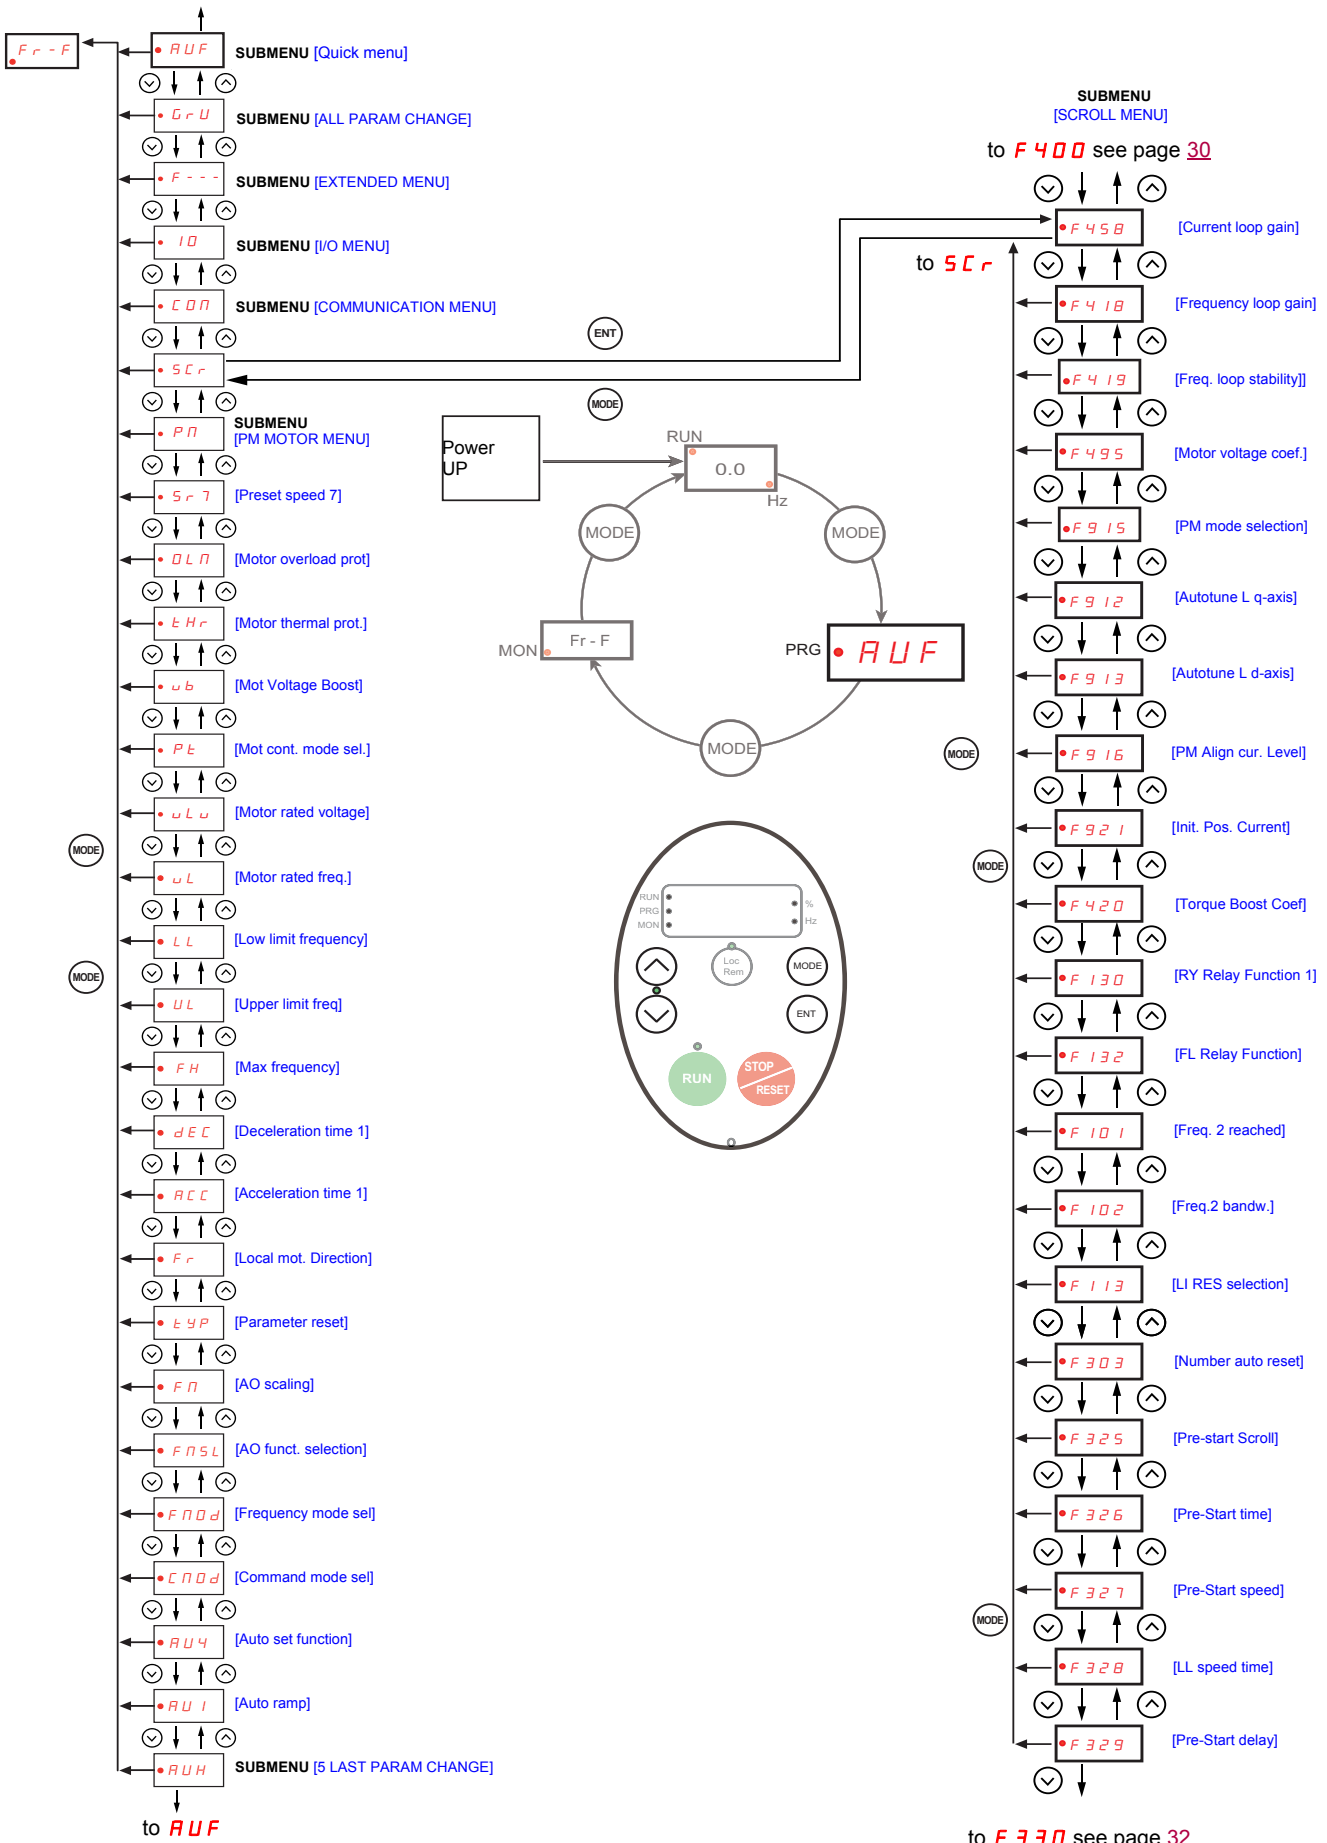 Fr-F
AUF SUBMENU [Quick menu]
GrU SUBMENU [ALL PARAM CHANGE]
F--- SUBMENU [EXTENDED MENU]
IO SUBMENU [I/O MENU]
COM SUBMENU [COMMUNICATION MENU]
SCr
PM SUBMENU
[PM MOTOR MENU]
Sr7 [Preset speed 7]
OLM [Motor overload prot]
tHr [Motor thermal prot.]
ub [Mot Voltage Boost]
Pt [Mot cont. mode sel.]
uLu [Motor rated voltage]
MODE
uL [Motor rated freq.]
LL [Low limit frequency]
MODE
UL [Upper limit freq]
FH [Max frequency]
dEC [Deceleration time 1]
ACC [Acceleration time 1]
Fr [Local mot. Direction]
tYP [Parameter reset]
FM [AO scaling]
FMSL [AO funct. selection]
FMOd [Frequency mode sel]
CMOd [Command mode sel]
AU4 [Auto set function]
AU1 [Auto ramp]
AUH SUBMENU [5 LAST PARAM CHANGE]
to AUF
ENT
MODE
Power
UP
RUN
0.0
Hz
MODE
MODE
MON
Fr - F
PRG
AUF
MODE
RUN
PRG
MON
%
Hz
Loc
Rem
MODE
ENT
RUN
STOP
RESET
SUBMENU
[SCROLL MENU]
to F400 see page 30
F458 [Current loop gain]
to SCr
F418 [Frequency loop gain]
F419 [Freq. loop stability]]
F495 [Motor voltage coef.]
F915 [PM mode selection]
F912 [Autotune L q-axis]
F913 [Autotune L d-axis]
MODE
F916 [PM Align cur. Level]
F921 [Init. Pos. Current]
MODE
F420 [Torque Boost Coef]
F130 [RY Relay Function 1]
F132 [FL Relay Function]
F101 [Freq. 2 reached]
F102 [Freq.2 bandw.]
F113 [LI RES selection]
F303 [Number auto reset]
F325 [Pre-start Scroll]
F326 [Pre-Start time]
F327 [Pre-Start speed]
MODE
F328 [LL speed time]
F329 [Pre-Start delay]
to F330 see page 32